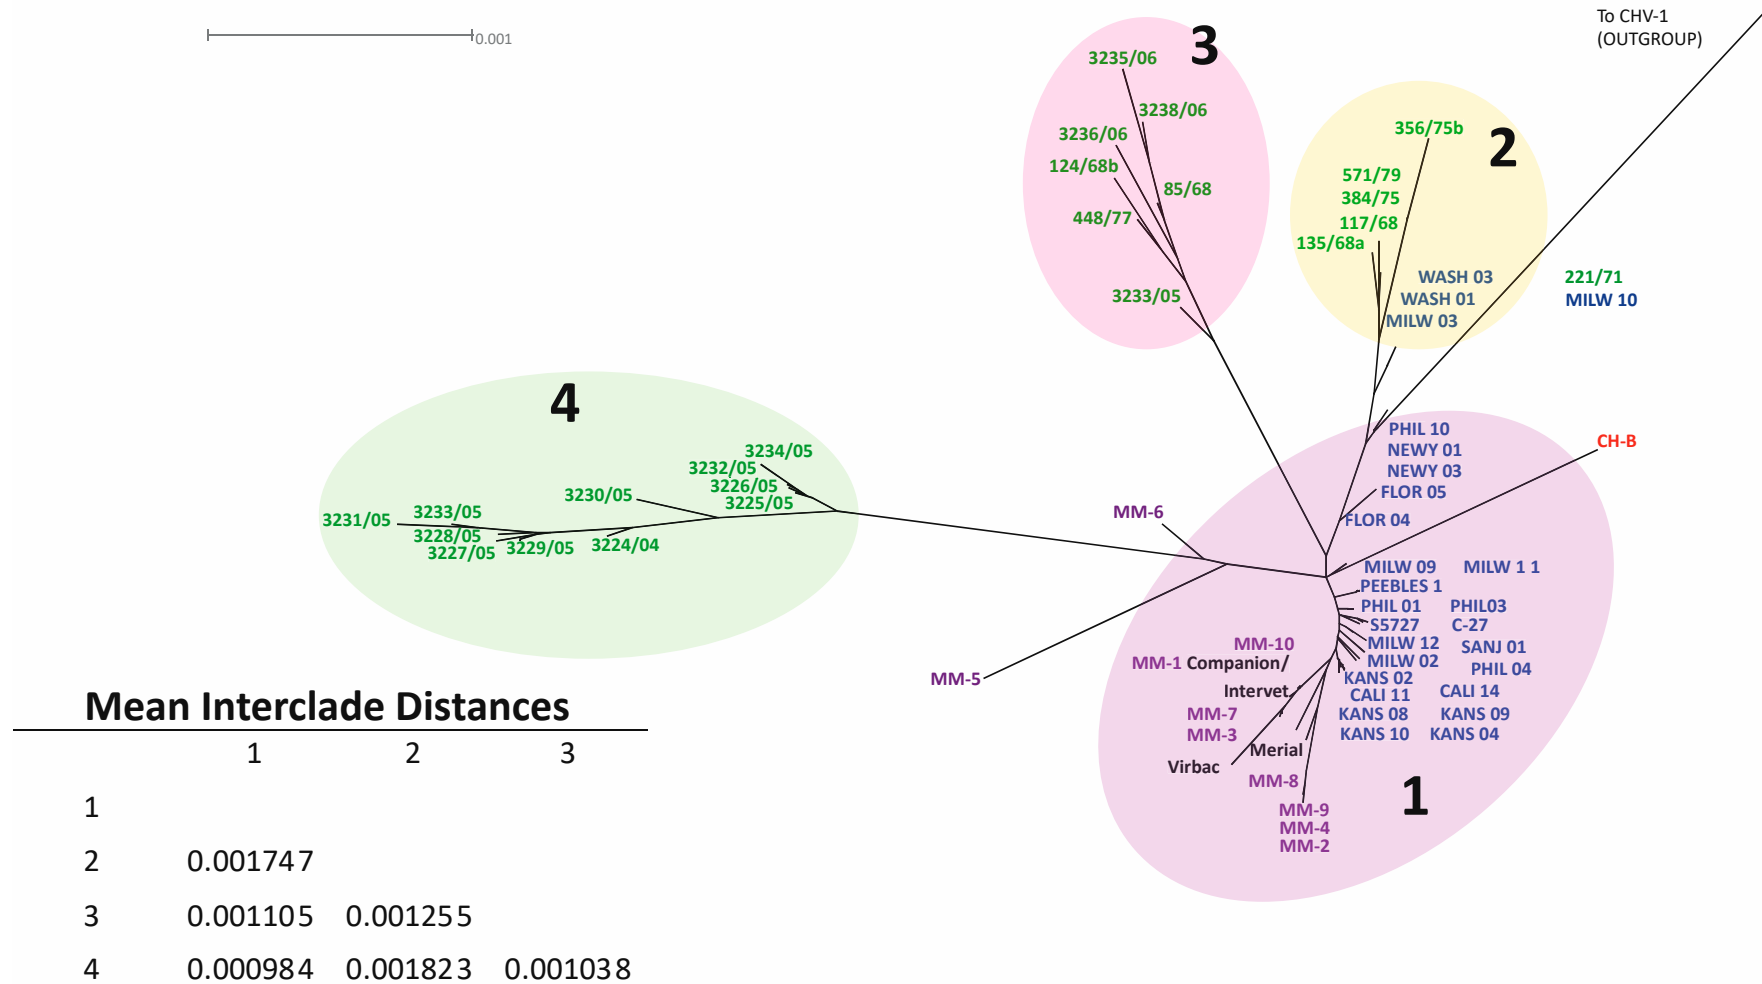 To CHV-1
(OUTGROUP)
0.001
3
3235/06
3238/06
3236/06
124/68b
85/68
448/77
3233/05
2
356/75b
571/79
384/75
117/68
135/68a
WASH 03
WASH 01
MILW 03
221/71
MILW 10
4
3234/05
3232/05
3226/05
3225/05
3230/05
3233/05
3231/05
3228/05
3227/05
3229/05
3224/04
PHIL 10
NEWY 01
NEWY 03
FLOR 05
FLOR 04
CH-B
MM-6
MM-5
MILW 09 MILW 1 1
PEEBLES 1
PHIL 01 PHIL03
S5727 C-27
MILW 12 SANJ 01
MILW 02 PHIL 04
KANS 02
CALI 11 CALI 14
KANS 08 KANS 09
KANS 10 KANS 04
MM-10
MM-1 Companion/
Intervet
MM-7
MM-3
Merial
Virbac
MM-8
MM-9
MM-4
MM-2
1
Mean Interclade Distances
1 2 3
1
2 0.001747
3 0.001105 0.001255
4 0.000984 0.001823 0.001038